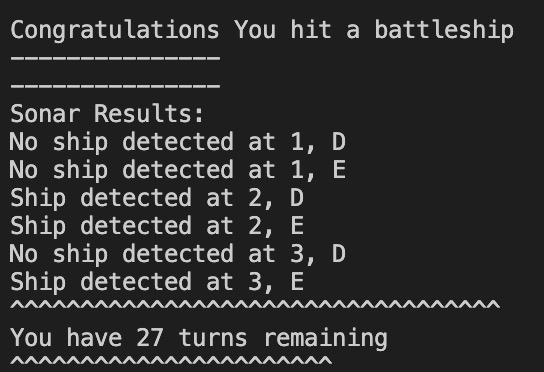 Congratulations You hit a battleship
---------------
---------------
Sonar Results:
No ship detected at 1, D
No ship detected at 1, E
Ship detected at 2, D
Ship detected at 2, E
No ship detected at 3, D
Ship detected at 3, E
^^^^^^^^^^^^^^^^^^^^^^^^^^^^^^^^^^^
You have 27 turns remaining
^^^^^^^^^^^^^^^^^^^^^^^